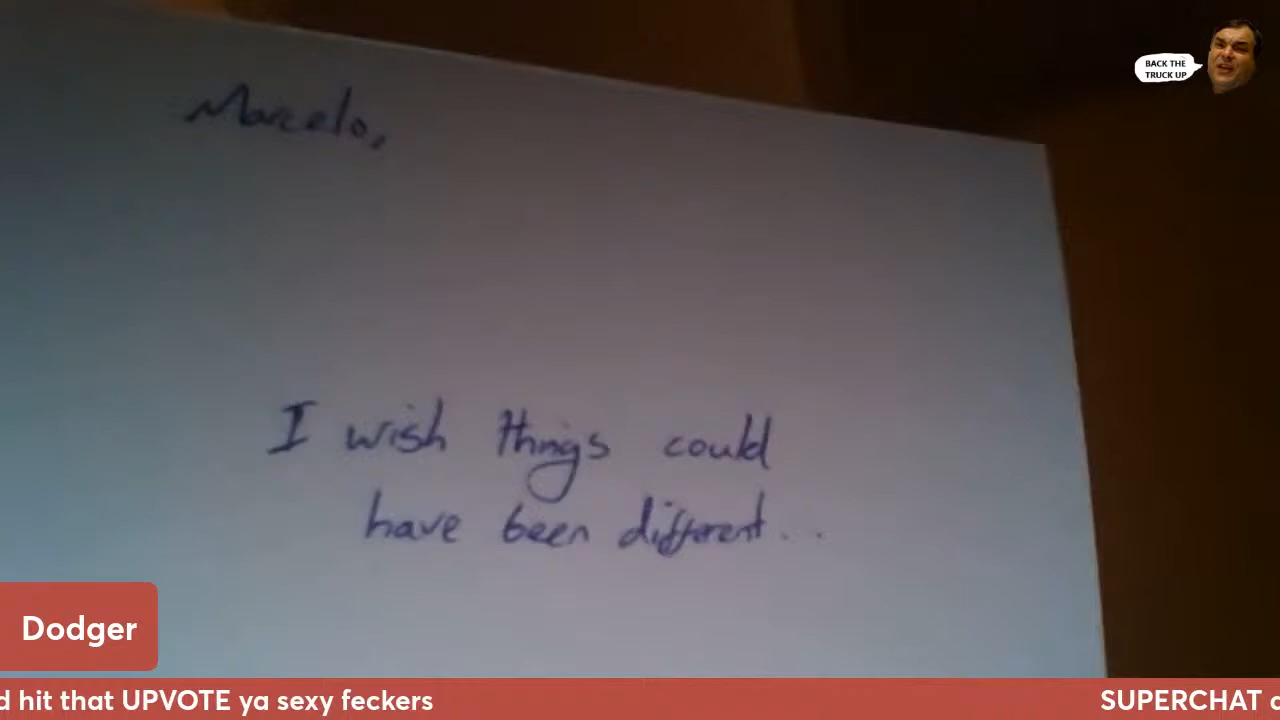 BACK THE
TRUCK UP
Marcelo,
I wish things could
have been different...
Dodger
d hit that UPVOTE ya sexy feckers
SUPERCHAT